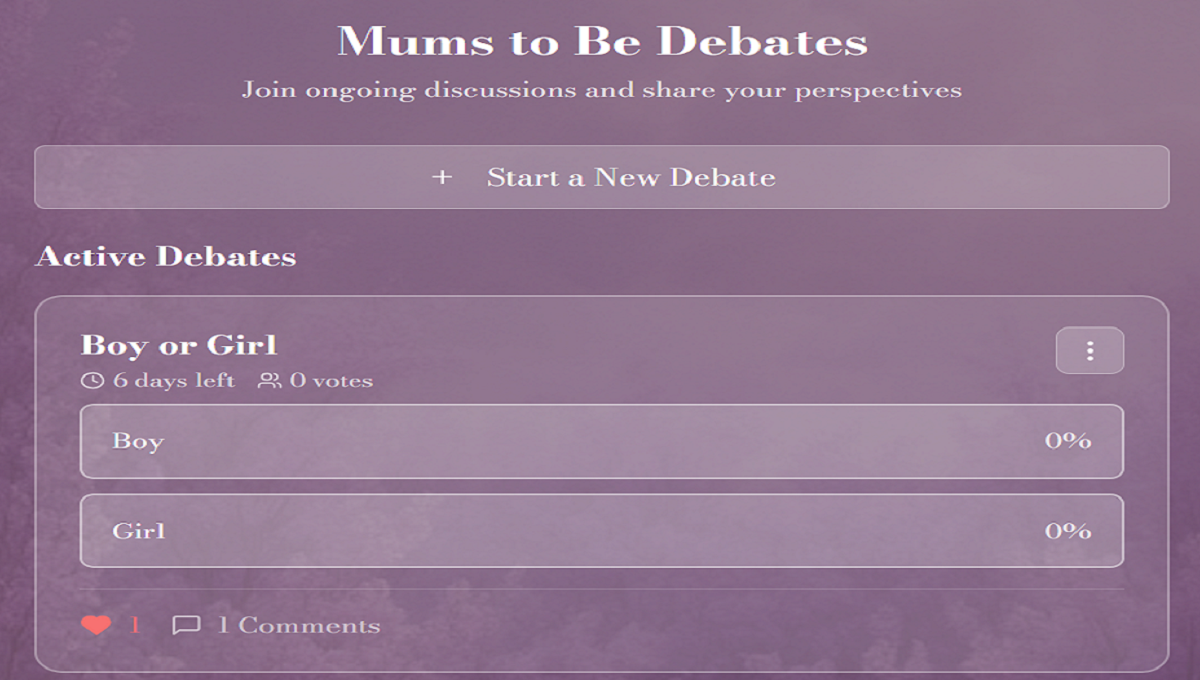 Mums to Be Debates
Join ongoing discussions and share your perspectives
+ Start a New Debate
Active Debates
Boy or Girl
6 days left 0 votes
Boy 0%
Girl 0%
1 1 Comments